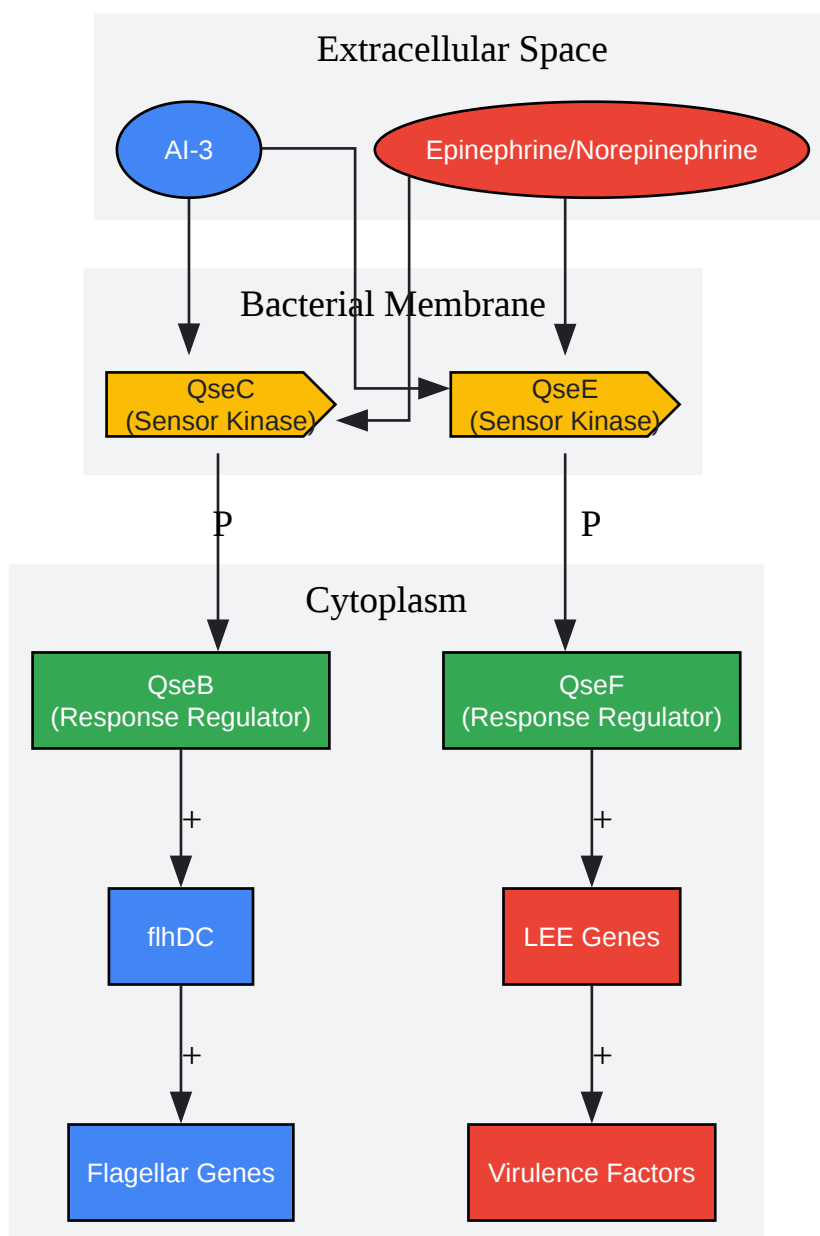 Extracellular Space
AI-3
Epinephrine/Norepinephrine
Bacterial Membrane
QseC
(Sensor Kinase)
QseE
(Sensor Kinase)
P
P
Cytoplasm
QseB
(Response Regulator)
QseF
(Response Regulator)
+
+
flhDC
LEE Genes
+
+
Flagellar Genes
Virulence Factors